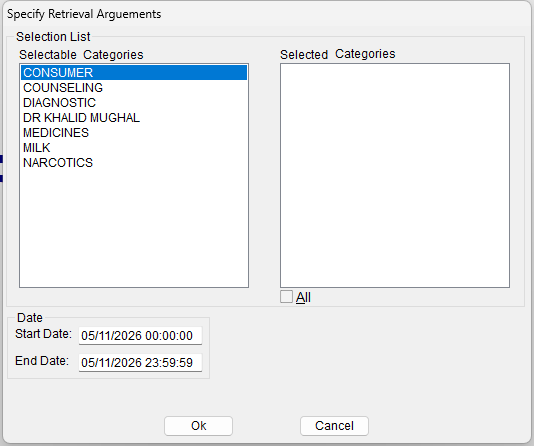 Specify Retrieval Arguements
Selection List
Selectable Categories
Selected Categories
CONSUMER
COUNSELING
DIAGNOSTIC
DR KHALID MUGHAL
MEDICINES
MILK
NARCOTICS
All
Date
Start Date: 05/11/2026 00:00:00
End Date: 05/11/2026 23:59:59
Ok
Cancel